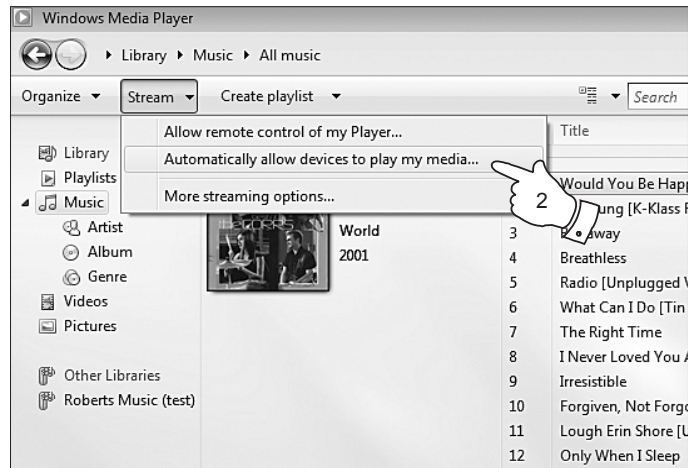 Windows Media Player
Library Music All music
Organize Stream Create playlist Search
Allow remote control of my Player...
Automatically allow devices to play my media...
More streaming options...
2
Library
Playlists
Music
Artist
Album
Genre
Videos
Pictures
Other Libraries
Roberts Music (test)
the CORRS
World
2001
Title
Would You Be
[K-Klass
3
4 Breathless
5 Radio [Unplugged
6 What Can I Do [Tin
7 The Right Time
8 I Never Loved You
9 Irresistible
10 Forgiven, Not
11 Lough Erin Shore
12 Only When I Sleep